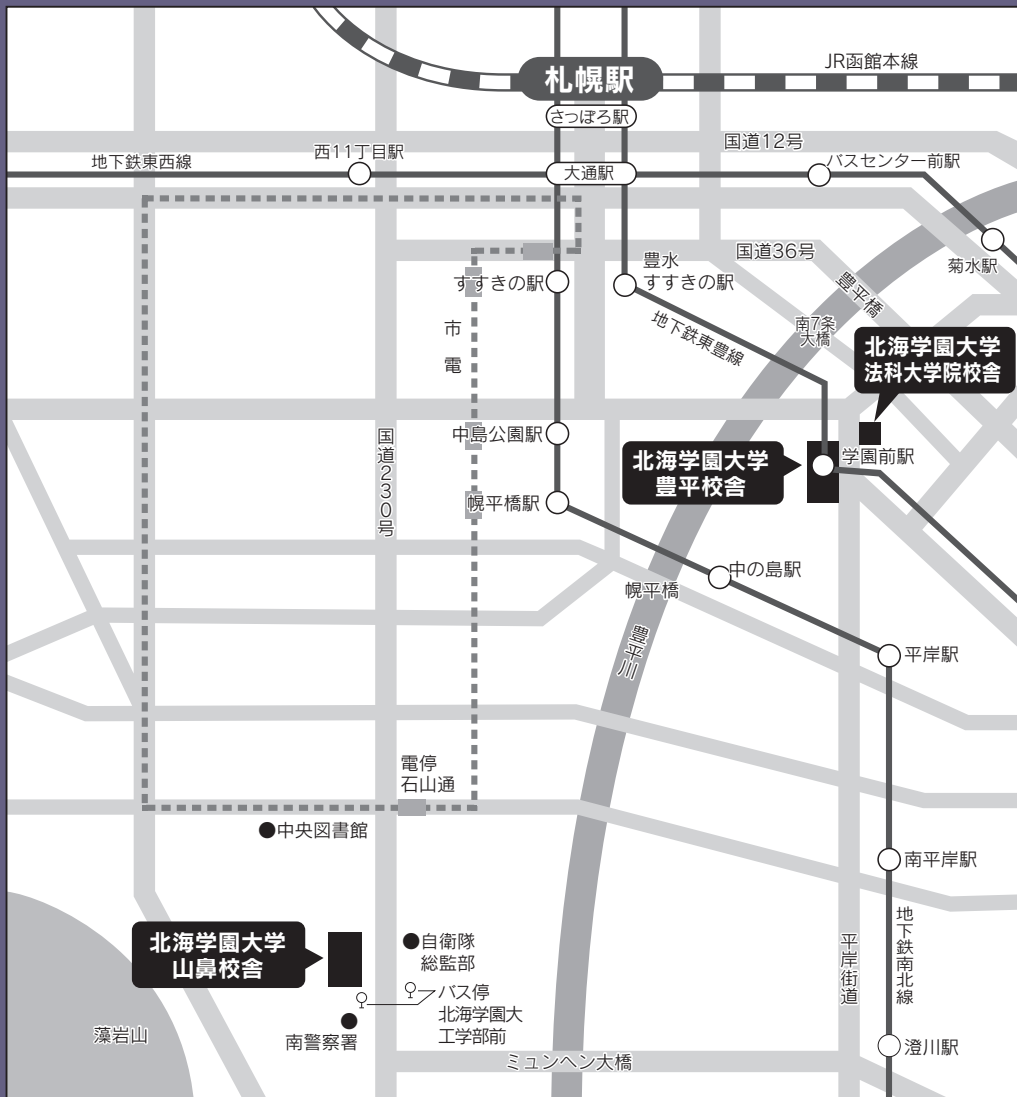 JR函館本線
札幌駅
さっぽろ駅
国道12号
西11丁目駅
地下鉄東西線
大通駅
バスセンター前駅
国道36号
菊水駅
豊水
すすきの駅
すすきの駅
豊平橋
南7条
大橋
地下鉄東豊線
市電
北海学園大学
法科大学院校舎
中島公園駅
国道230号
学園前駅
北海学園大学
豊平校舎
幌平橋駅
中の島駅
幌平橋
豊平川
平岸駅
電停
石山通
中央図書館
南平岸駅
地下鉄南北線
平岸街道
北海学園大学
山鼻校舎
自衛隊
総監部
バス停
北海学園大
工学部前
南警察署
藻岩山
澄川駅
ミュンヘン大橋